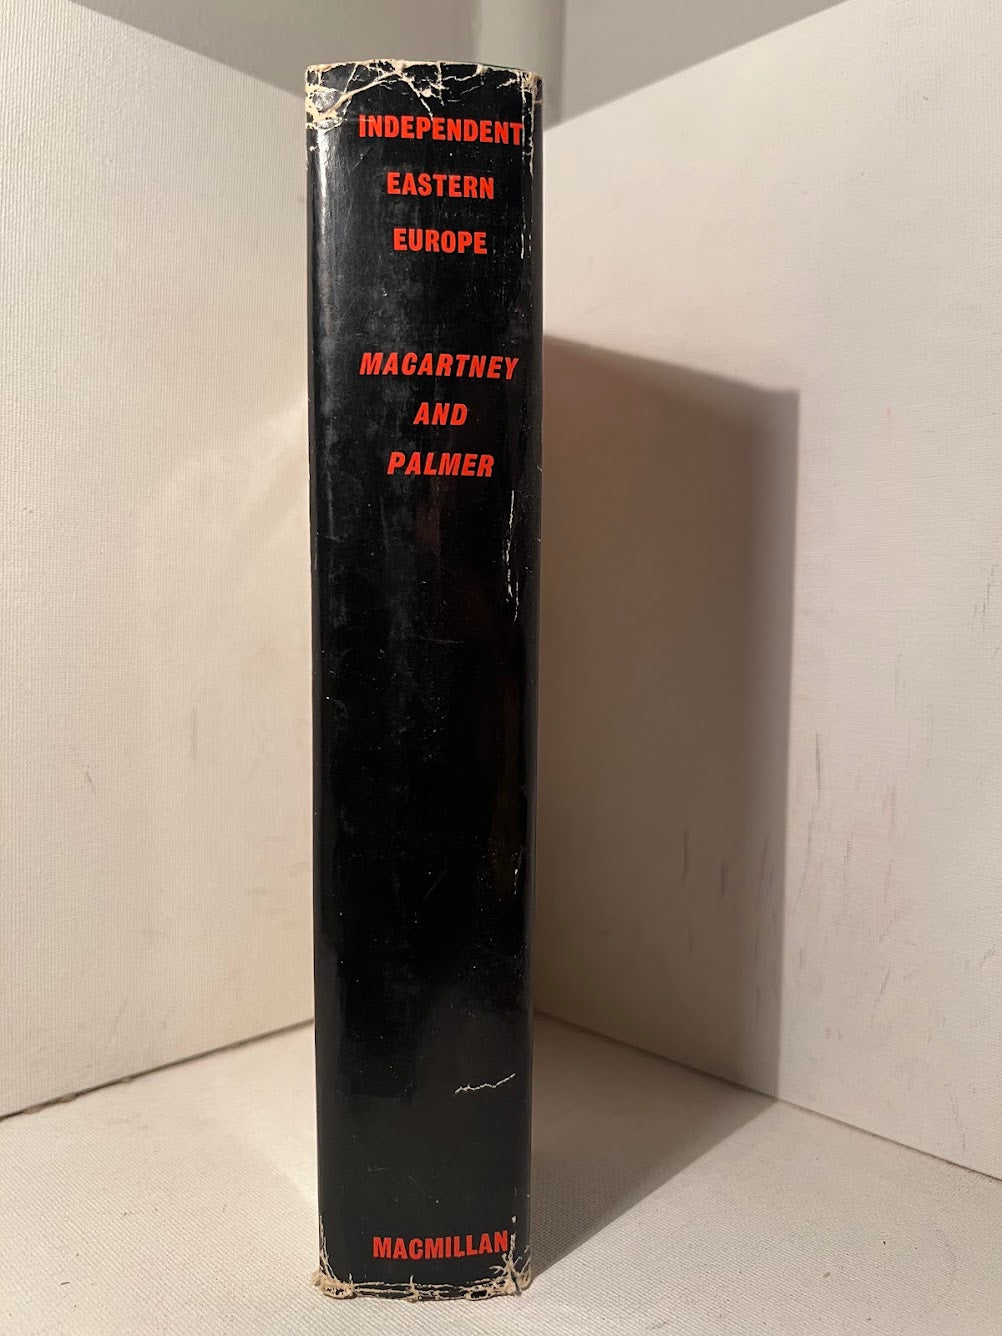 INDEPENDENT
EASTERN
EUROPE
MACARTNEY
AND
PALMER
MACMILLAN